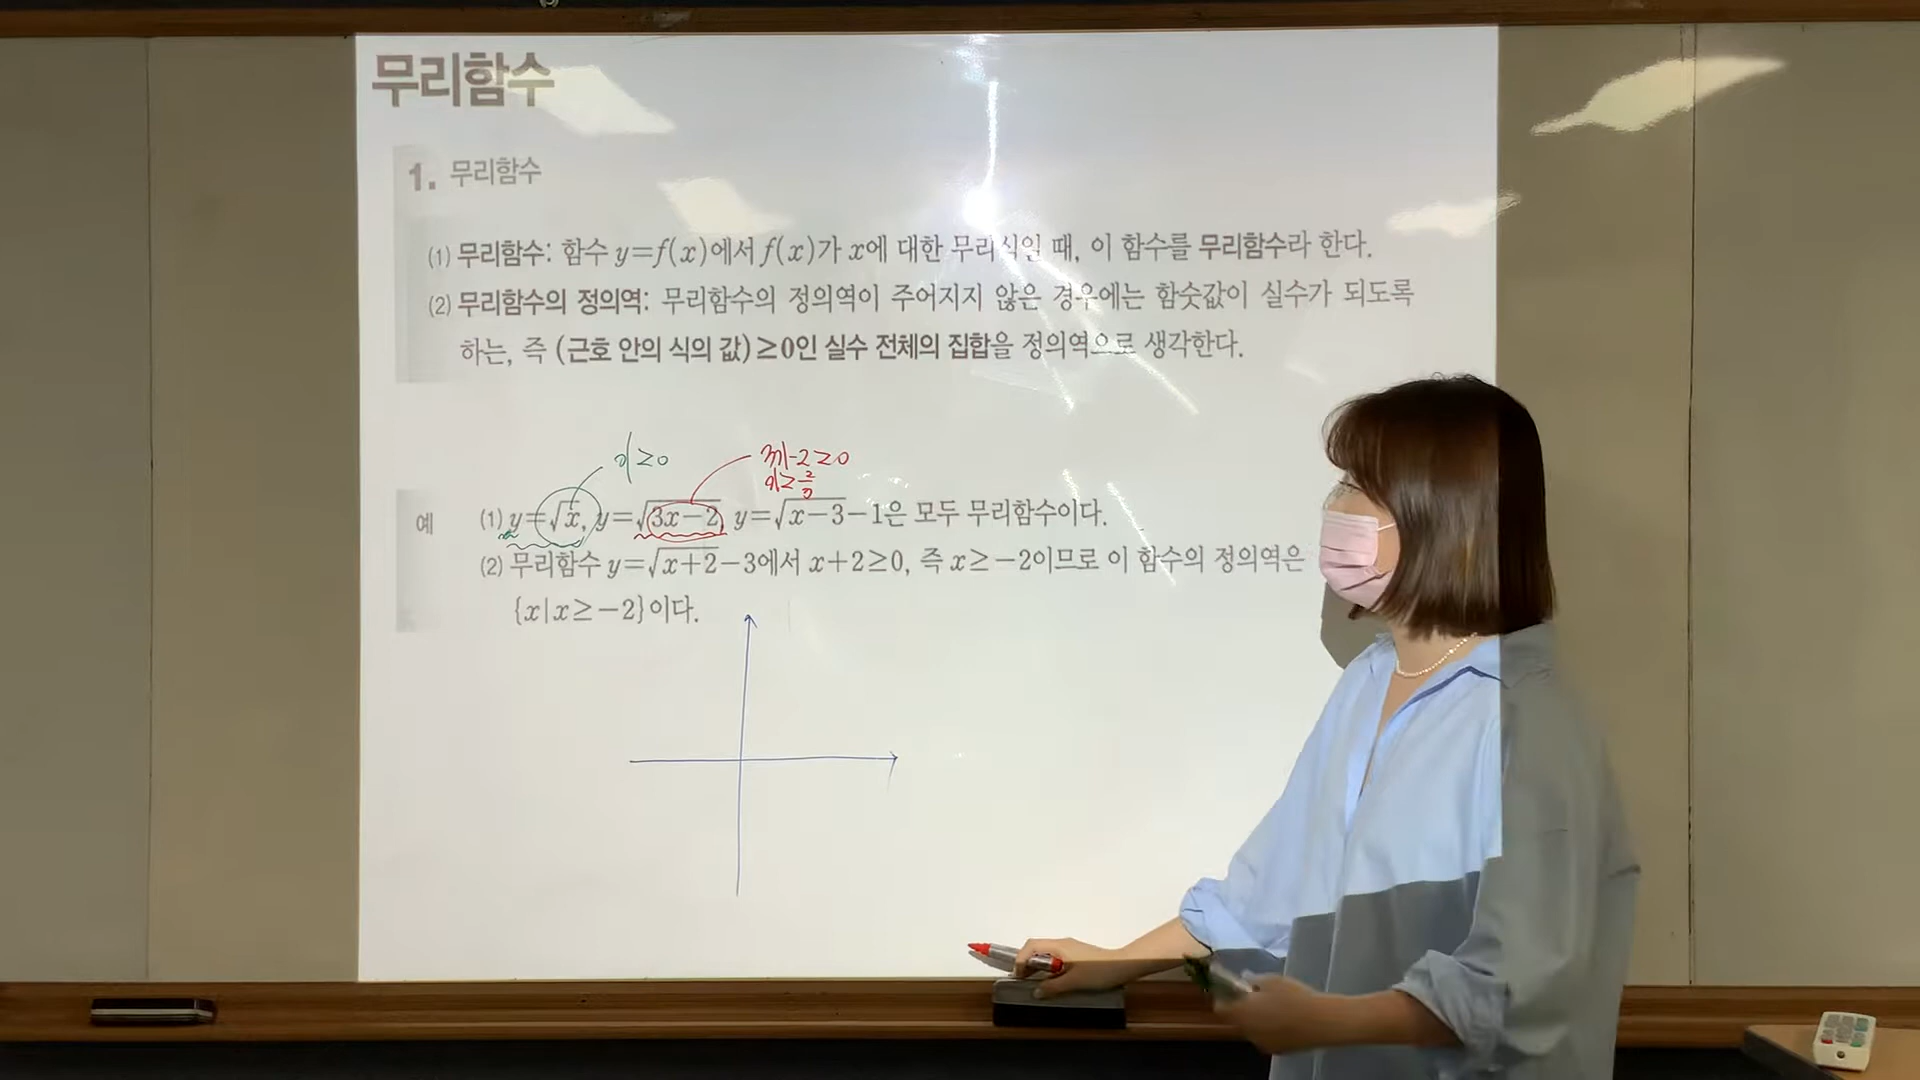 무리함수
1. 무리함수
(1) 무리함수: 함수 y=f(x)에서 f(x)가 x에 대한 무리식일 때, 이 함수를 무리함수라 한다.
(2) 무리함수의 정의역: 무리함수의 정의역이 주어지지 않은 경우에는 함숫값이 실수가 되도록
하는, 즉 (근호 안의 식의 값)≥0인 실수 전체의 집합을 정의역으로 생각한다.
x≥0 3x-2≥0
x≥2/3
예 (1) y=√x, y=√(3x-2), y=√(x-3)-1은 모두 무리함수이다.
(2) 무리함수 y=√(x+2)-3에서 x+2≥0, 즉 x≥-2이므로 이 함수의 정의역은
{x|x≥-2}이다.